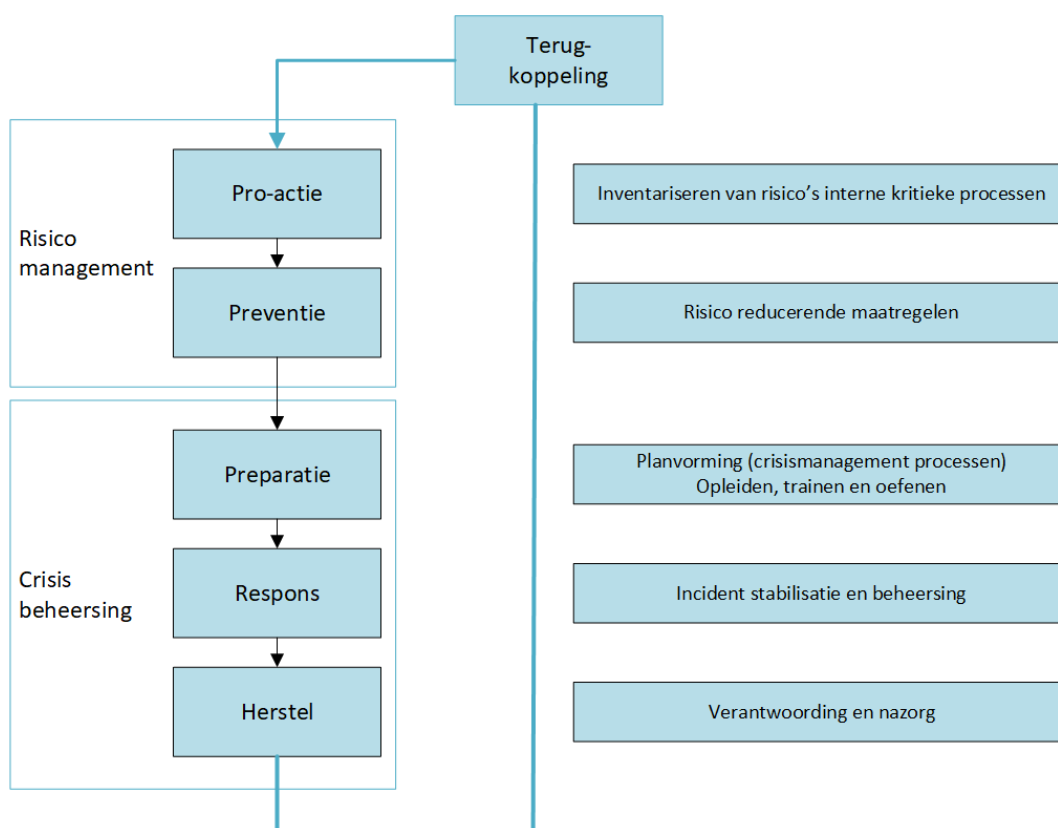 Terug-
koppeling
Pro-actie
Inventariseren van risico’s interne kritieke processen
Risico
management
Preventie
Risico reducerende maatregelen
Preparatie
Planvorming (crisismanagement processen)
Opleiden, trainen en oefenen
Crisis
beheersing
Respons
Incident stabilisatie en beheersing
Herstel
Verantwoording en nazorg